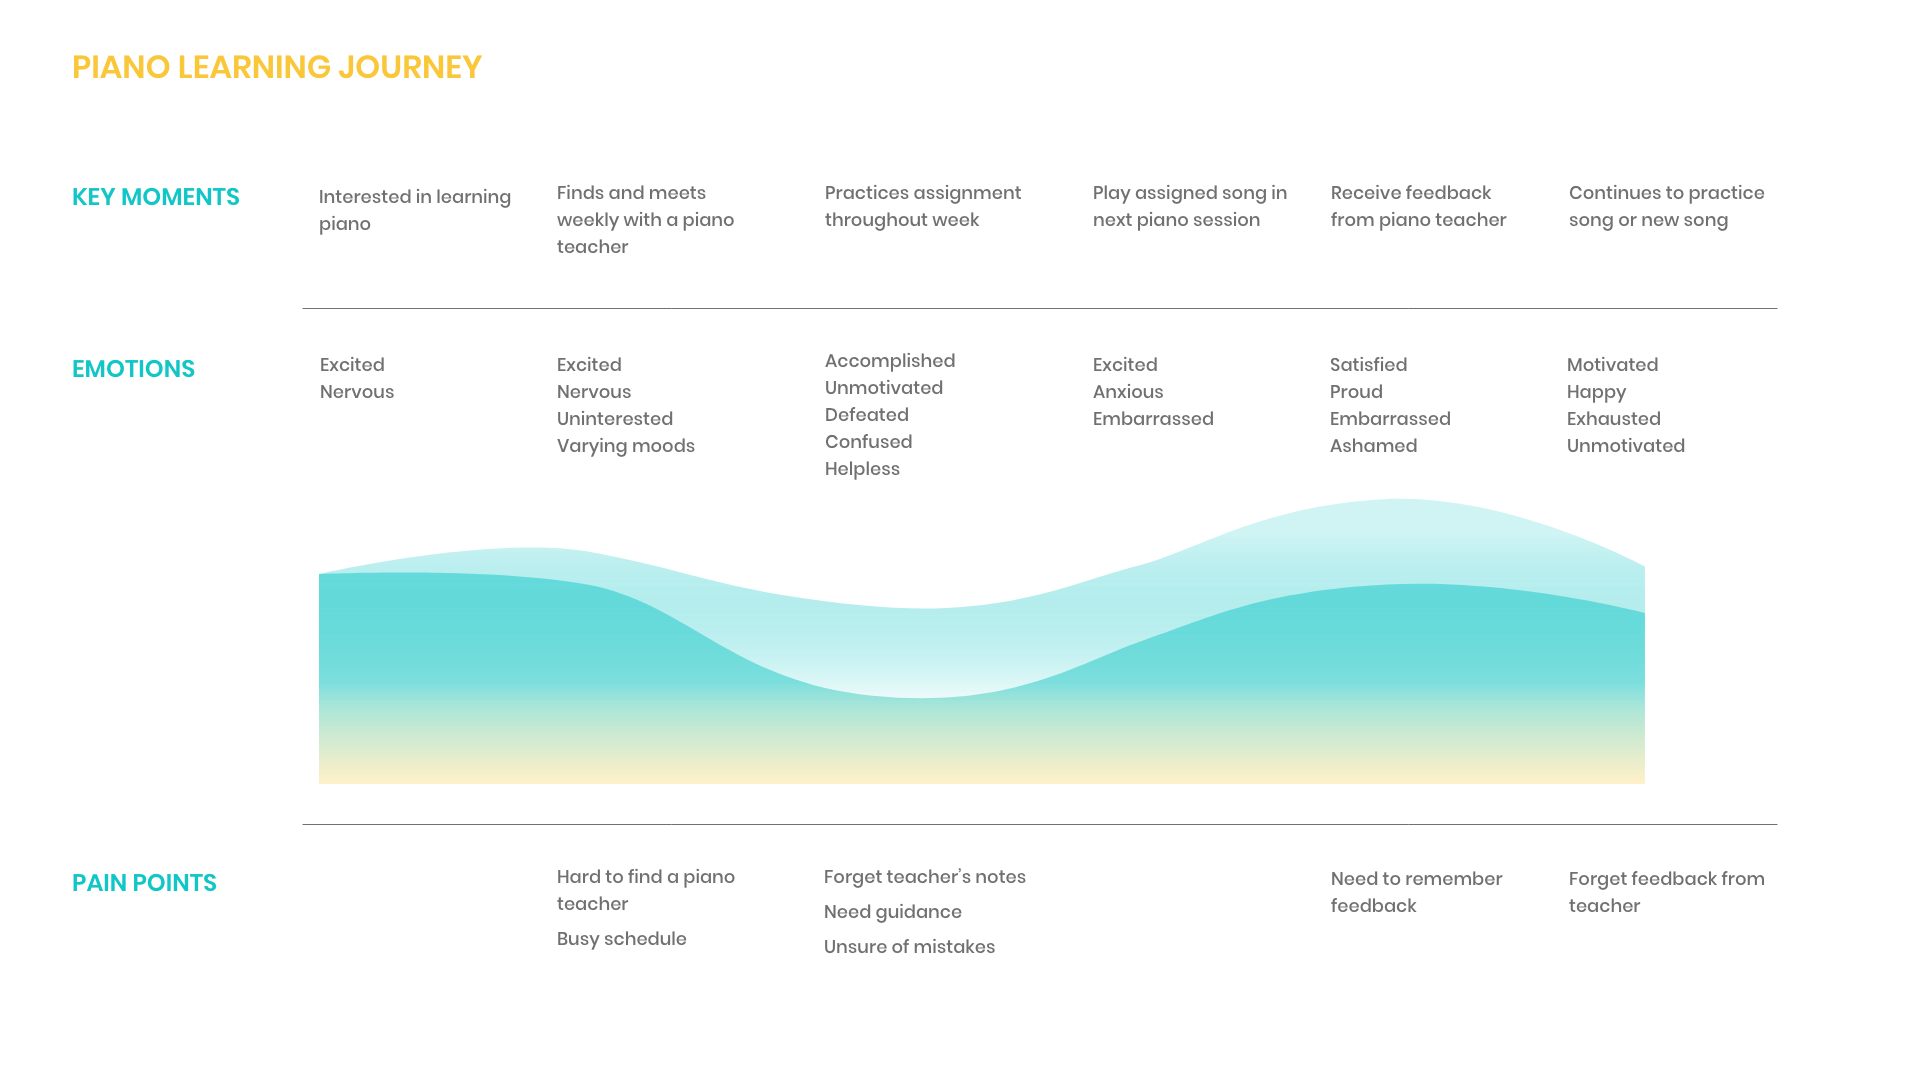 PIANO LEARNING JOURNEY
KEY MOMENTS
Interested in learning
piano
Finds and meets
weekly with a piano
teacher
Practices assignment
throughout week
Play assigned song in
next piano session
Receive feedback
from piano teacher
Continues to practice
song or new song
EMOTIONS
Excited
Nervous
Excited
Nervous
Uninterested
Varying moods
Accomplished
Unmotivated
Defeated
Confused
Helpless
Excited
Anxious
Embarrassed
Satisfied
Proud
Embarrassed
Ashamed
Motivated
Happy
Exhausted
Unmotivated
PAIN POINTS
Hard to find a piano
teacher
Busy schedule
Forget teacher’s notes
Need guidance
Unsure of mistakes
Need to remember
feedback
Forget feedback from
teacher